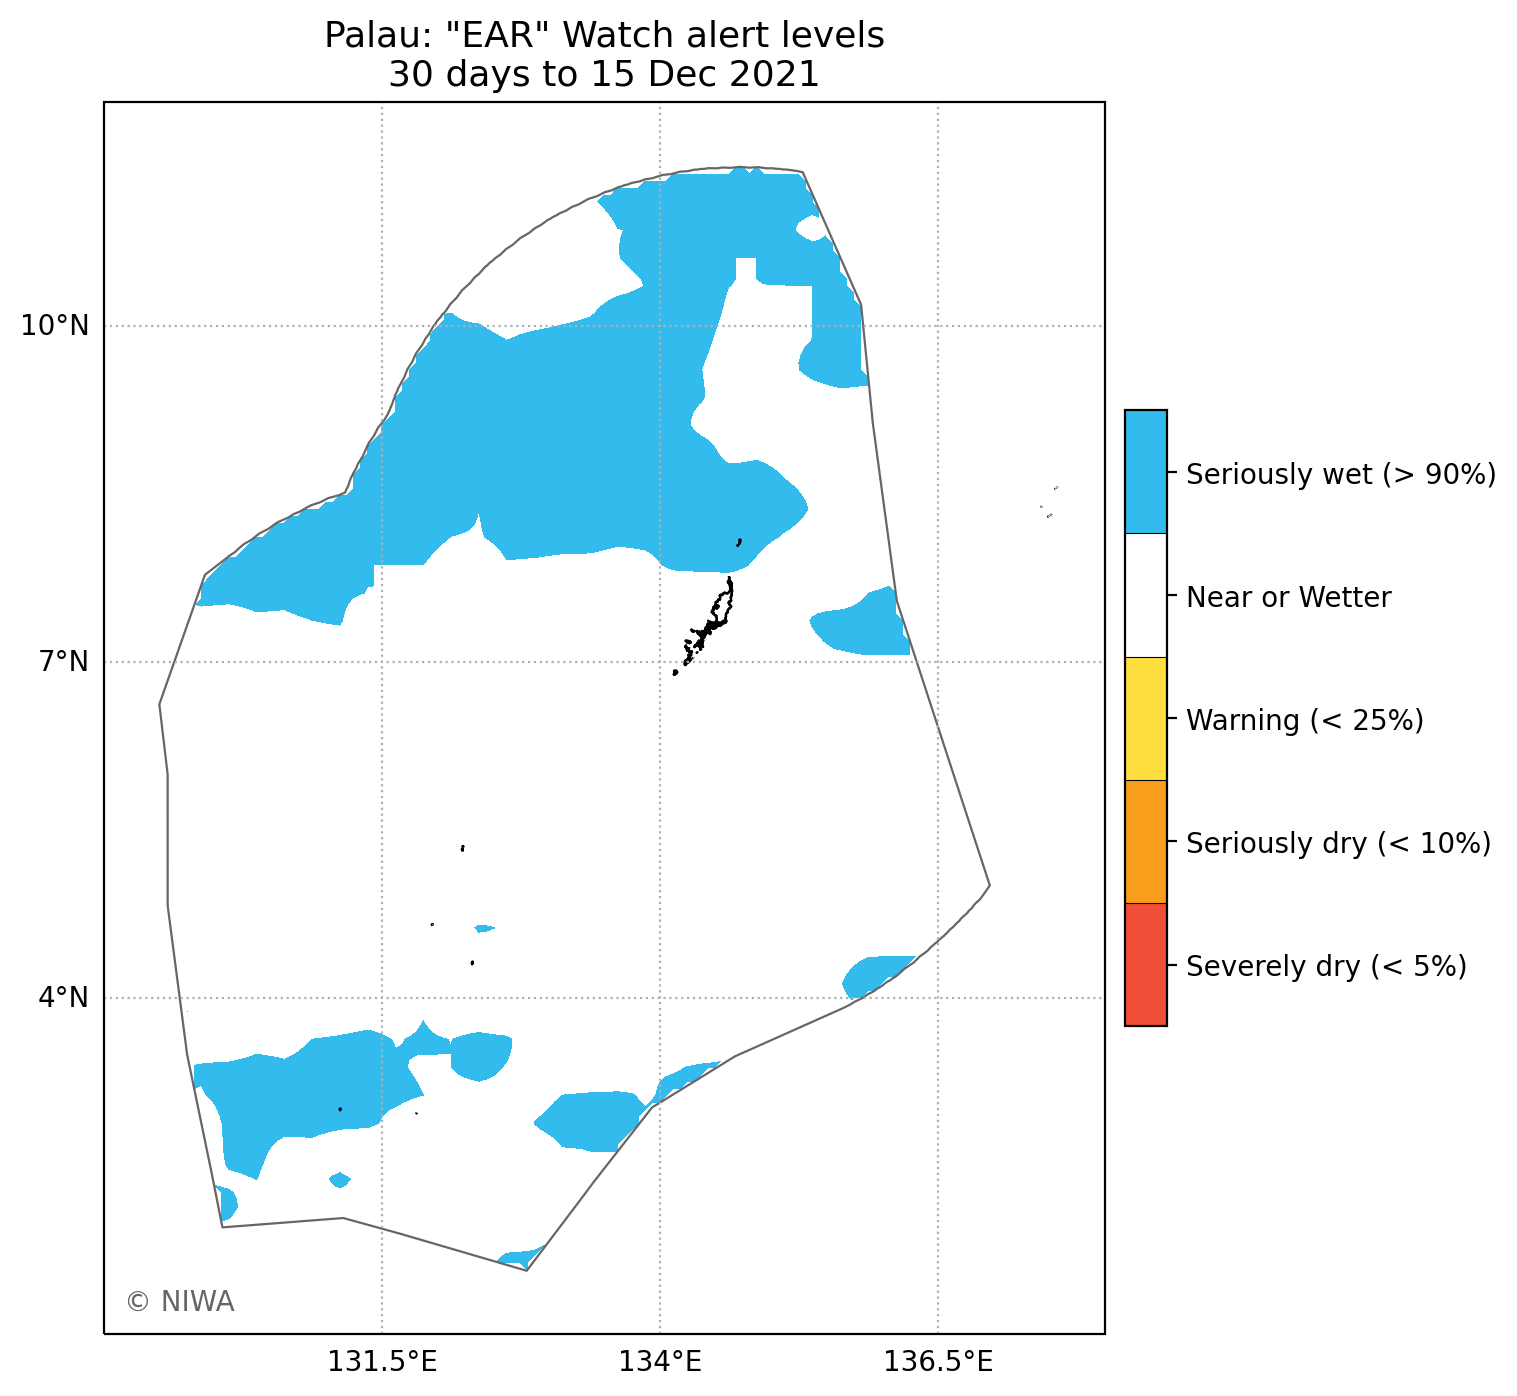 Palau: "EAR" Watch alert levels
30 days to 15 Dec 2021
10°N
7°N
4°N
131.5°E
134°E
136.5°E
Seriously wet (> 90%)
Near or Wetter
Warning (< 25%)
Seriously dry (< 10%)
Severely dry (< 5%)
© NIWA